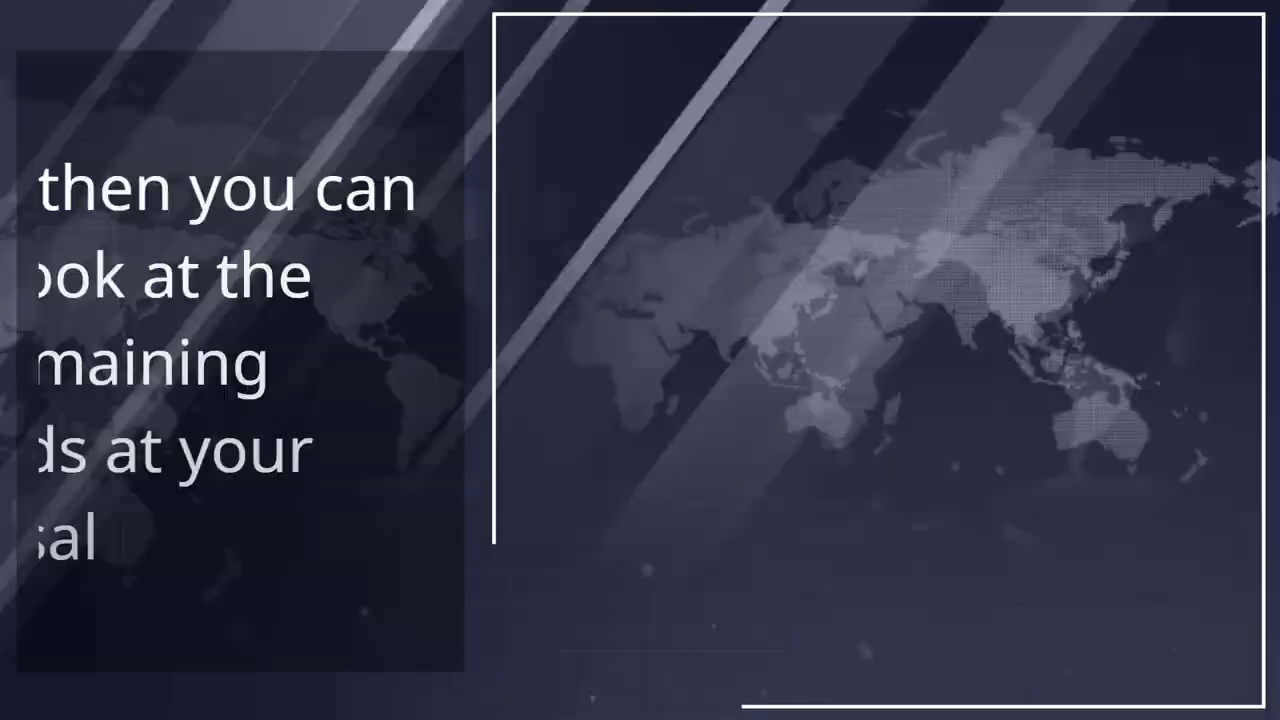 then you can
ook at the
maining
ds at your
sal